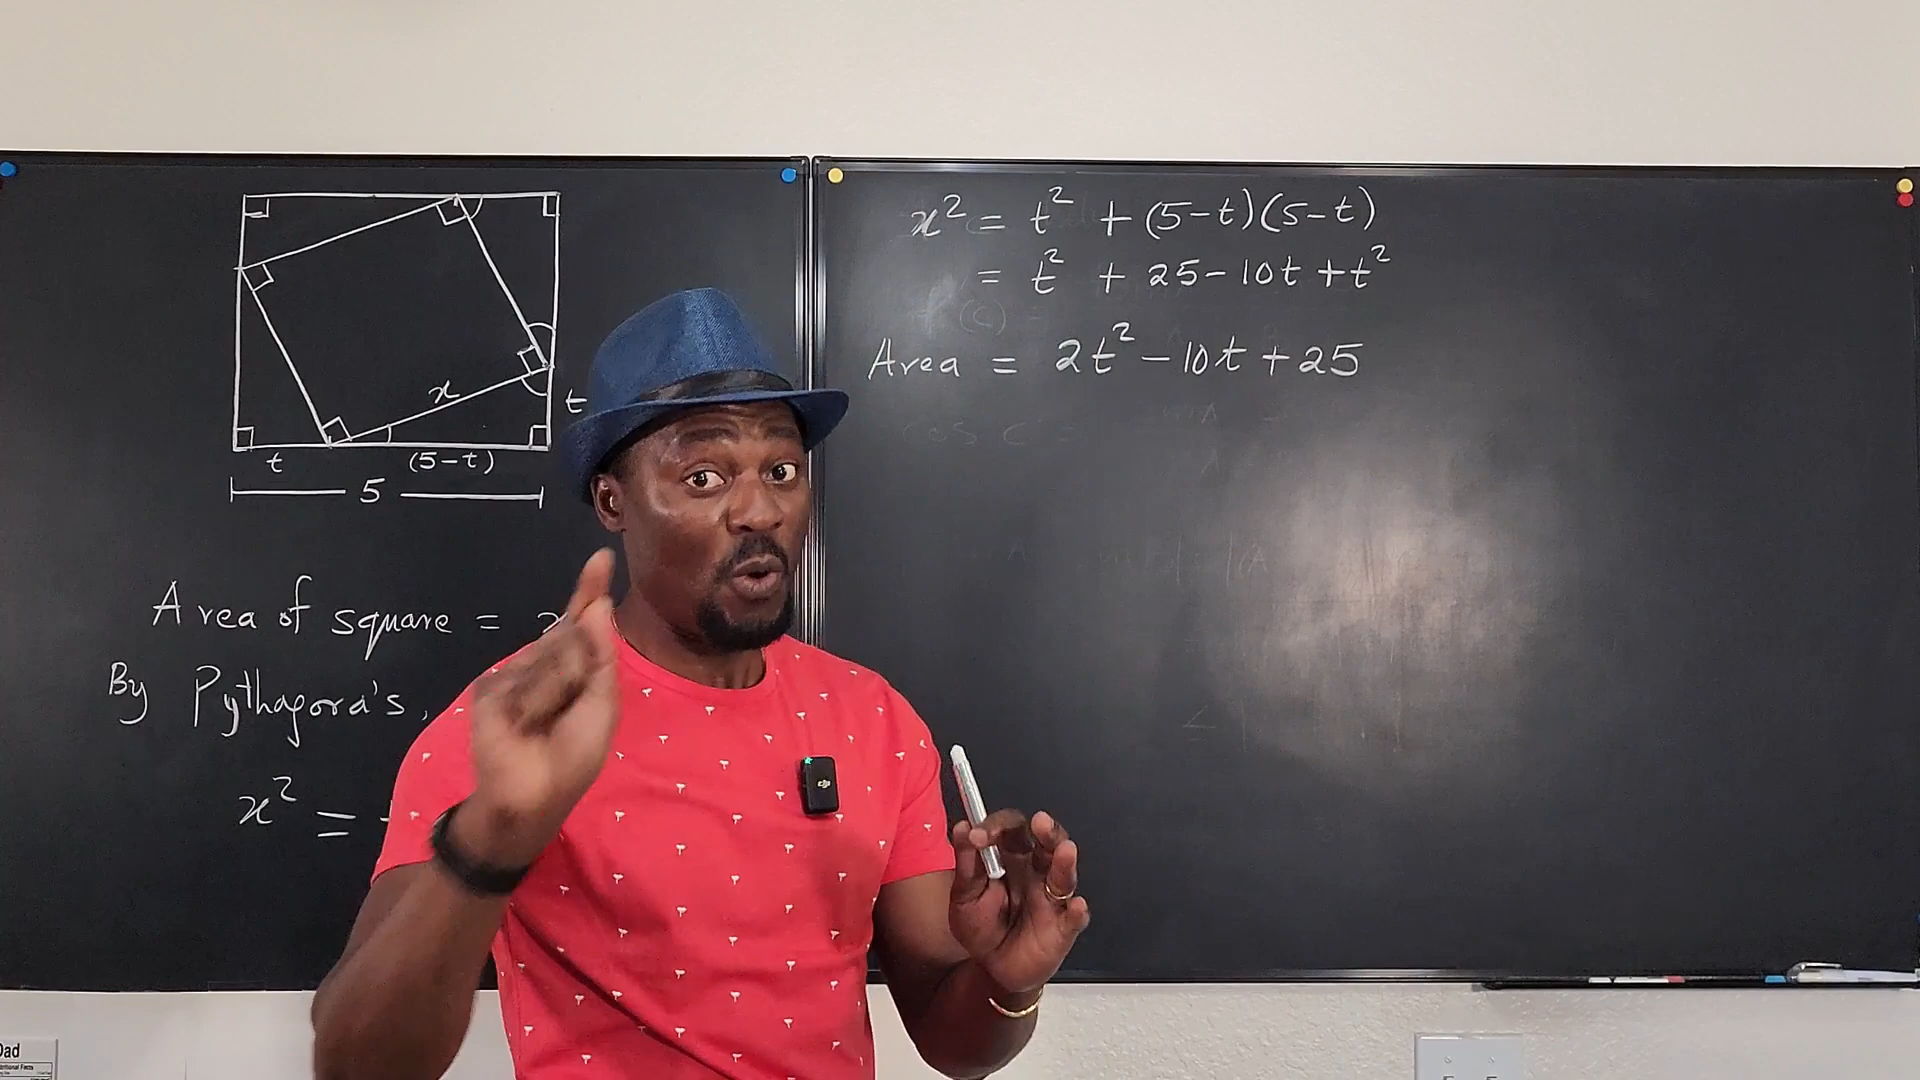 x
t
t
(5-t)
5
Area of square =
By Pythagora's,
x² =
x² = t² + (5-t)(5-t)
= t² + 25-10t+t²
Area = 2t²-10t+25
Dad